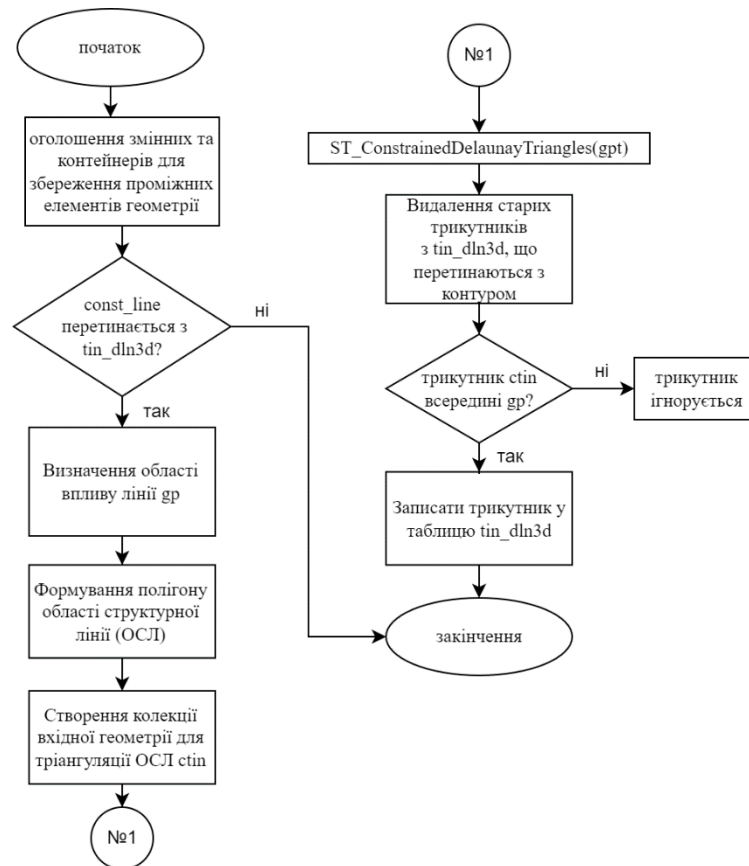 початок
оголошення змінних та
контейнерів для
збереження проміжних
елементів геометрії
const_line
перетинається з
tin_dln3d?
ні
так
Визначення області
впливу лінії gp
Формування полігону
області структурної
лінії (ОСЛ)
Створення колекції
вхідної геометрії для
тріангуляції ОСЛ ctin
№1
№1
ST_ConstrainedDelaunayTriangles(gpt)
Видалення старих
трикутників
з tin_dln3d, що
перетинаються з
контуром
трикутник ctin
всередині gp?
ні
трикутник
ігнорується
так
Записати трикутник у
таблицю tin_dln3d
закінчення